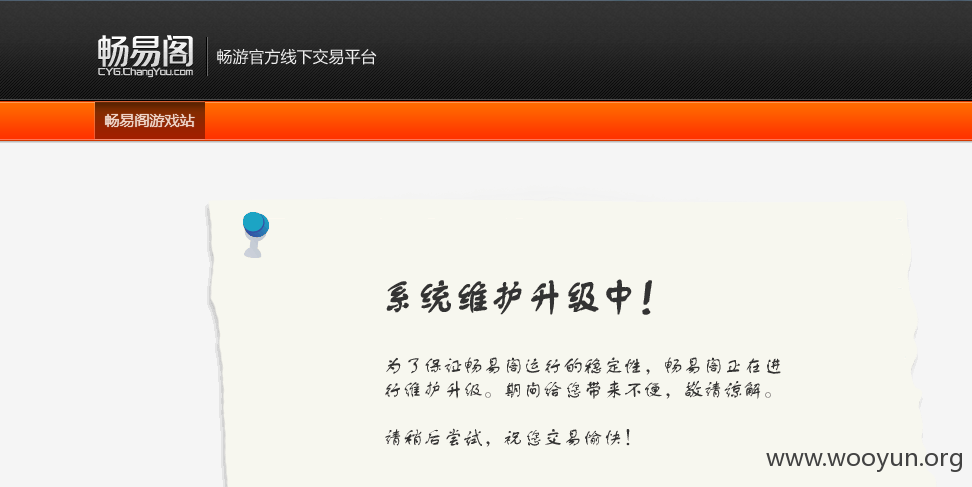 畅易阁
CYG.ChangYou.com
畅游官方线下交易平台
畅易阁游戏站
系统维护升级中！
为了保证畅易阁运行的稳定性，畅易阁正在进
行维护升级。期间给您带来不便，敬请谅解。
请稍后尝试，祝您交易愉快！
www.wooyun.org